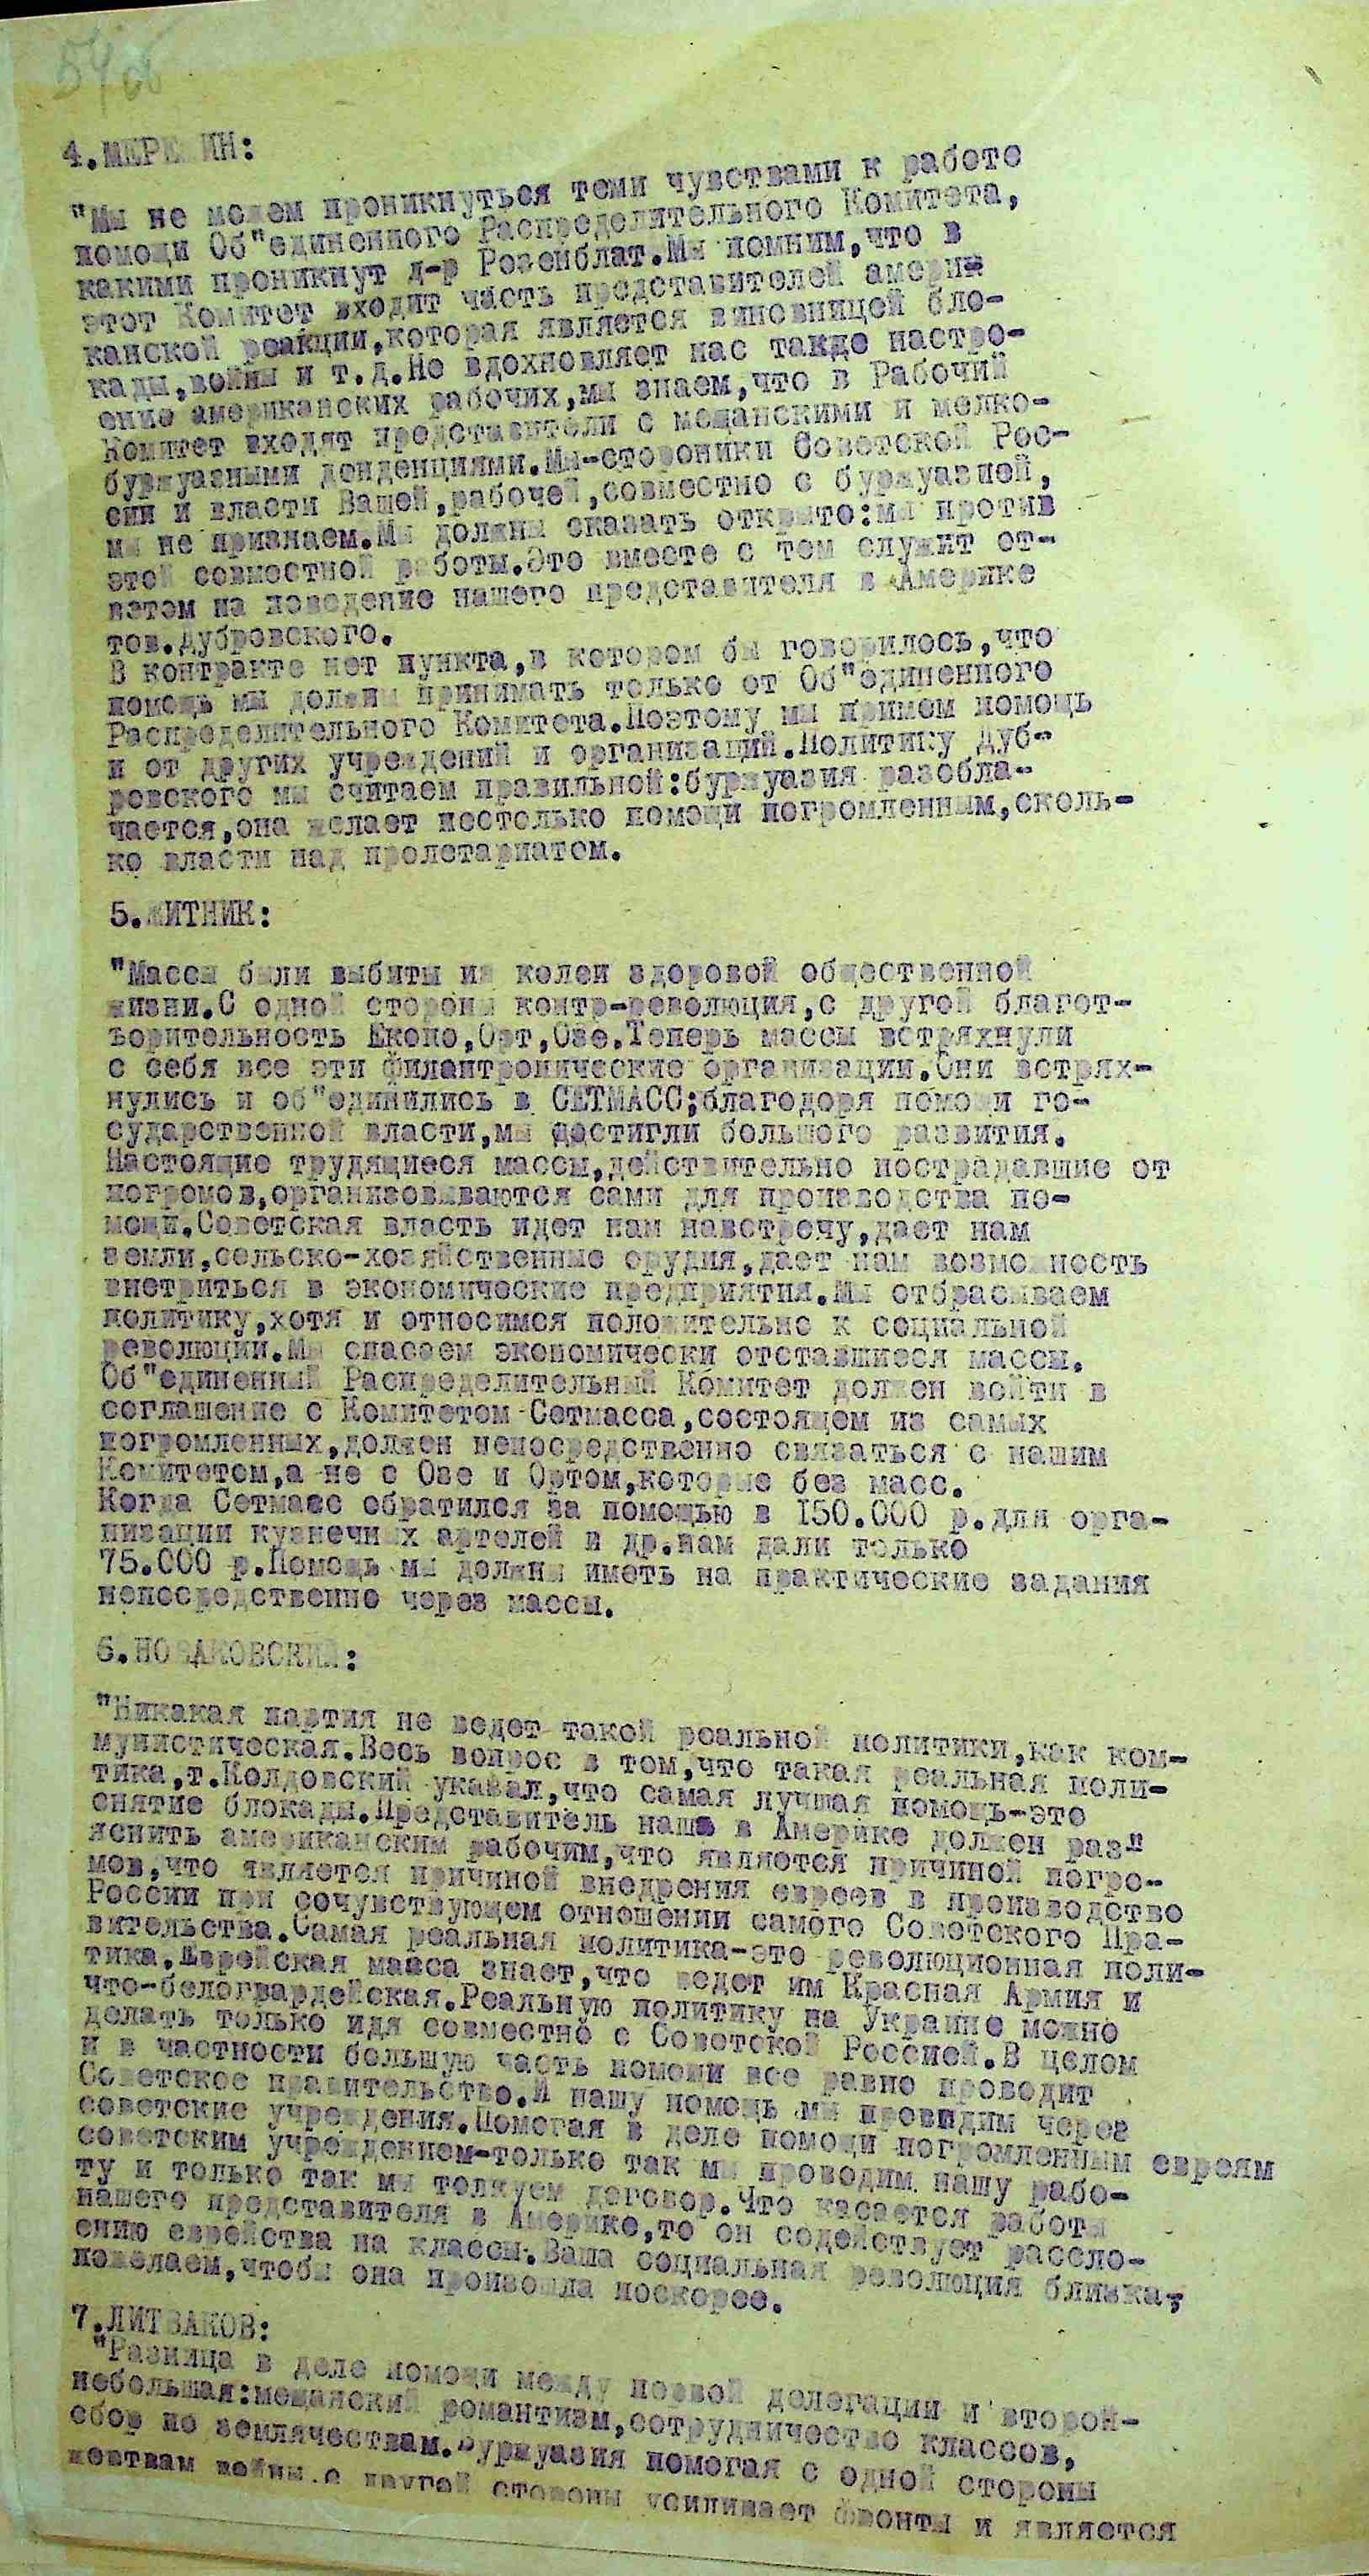 54об
4.МЕРЕЖИН:
"Мы не можем проникнуться теми чувствами к работе
помощи Об"единенного Распределительного Комитета,
какими проникнут д-р Розенблат.Мы помним,что в
этот Комитет входит часть представителей амери-
канской реакции,которая является виновницей бло-
кады,войны и т.д.Не вдохновляет нас также настро-
ение американских рабочих,мы знаем,что в Рабочий
Комитет входят представители с мещанскими и мелко-
буржуазными донденциями.Мы-стороники Советской Рос-
сии и власти Вашей,рабочей,совместно с буржуазией,
мы не признаем.Мы должны сказать открыто:мы против
этой совместной работы.Это вместе с тем служит от-
ветом на поведение нашего представителя в Америке
тов.Дубровского.
В контракте нет пункта,в котором бы говорилось,что
помощь мы должны принимать только от Об"единенного
Распределительного Комитета.Поэтому мы примем помощь
и от других учреждений и организаций.Политику Дуб-
ровского мы считаем правильной:буржуазия разобла-
чается,она желает нестолько помощи погромленным,сколь-
ко власти над пролетариатом.
5.ЖИТНИК:
"Массы были выбиты из колеи здоровой общественной
жизни.С одной стороны контр-революция,с другой благот-
ворительность Екопо,Орт,Озе.Теперь массы встряхнули
с себя все эти филантропические организации.Они встрях-
нулись и об"единились в СЕТМАСС;благодоря помощи го-
сударственной власти,мы достигли большого развития.
Настоящие трудящиеся массы,действительно пострадавшие от
погромов,организовываются сами для производства по-
мощи.Советская власть идет нам навстречу,дает нам
земли,сельско-хозяйственные орудия,дает нам возможность
внетриться в экономические предприятия.Мы отбрасываем
политику,хотя и относимся положительно к социальной
революции.Мы спасаем экономически отставшиеся массы.
Об"единенный Распределительный Комитет должен войти в
соглашение с Комитетом Сетмасса,состоящем из самых
погромленных,должен непосредственно связаться с нашим
Комитетом,а не с Озе и Ортом,которые без масс.
Когда Сетмасс обратился за помощью в 150.000 р.для орга-
низации кузнечных артелей и др.нам дали только
75.000 р.Помощь мы должны иметь на практические задания
непосредственно через массы.
6.НОВАКОВСКИЙ:
"Никакая партия не ведет такой реальной политики,как ком-
мунистическая.Весь вопрос в том,что такая реальная поли-
тика,т.Колдовский указал,что самая лучшая помощь-это
снятие блокады.Представитель наша в Америке должен раз"
яснить американским рабочим,что является причиной погро-
мов,что является причиной внедрения евреев в производство
России при сочувствующем отношении самого Советского Пра-
вительства.Самая реальная политика-это революционная поли-
тика.Еврейская масса знает,что ведет им Красная Армия и
что-белогвардейская.Реальную политику на Украине можно
делать только идя совместно с Советской Россией.В целом
и в частности большую часть помощи все равно проводит
Советское правительство.И нашу помощь мы провидим через
советские учреждения.Помогая в деле помощи погромленным евреям
советским учреждением-только так мы проводим нашу рабо-
ту и только так мы толкуем договор.Что касается работы
нашего представителя в Америке,то он содействует рассло-
ению еврейства на классы.Ваша социальная революция близка,
пожелаем,чтобы она произошла поскорее.
7.ЛИТВАКОВ:
"Разница в деле помощи между первой делегации и второй-
небольшая:мещанский романтизм,сотрудничество классов,
сбор по землячествам.Буржуазия помогая с одной стороны
жертвам войны,с другой стороны усиливает фронты и является